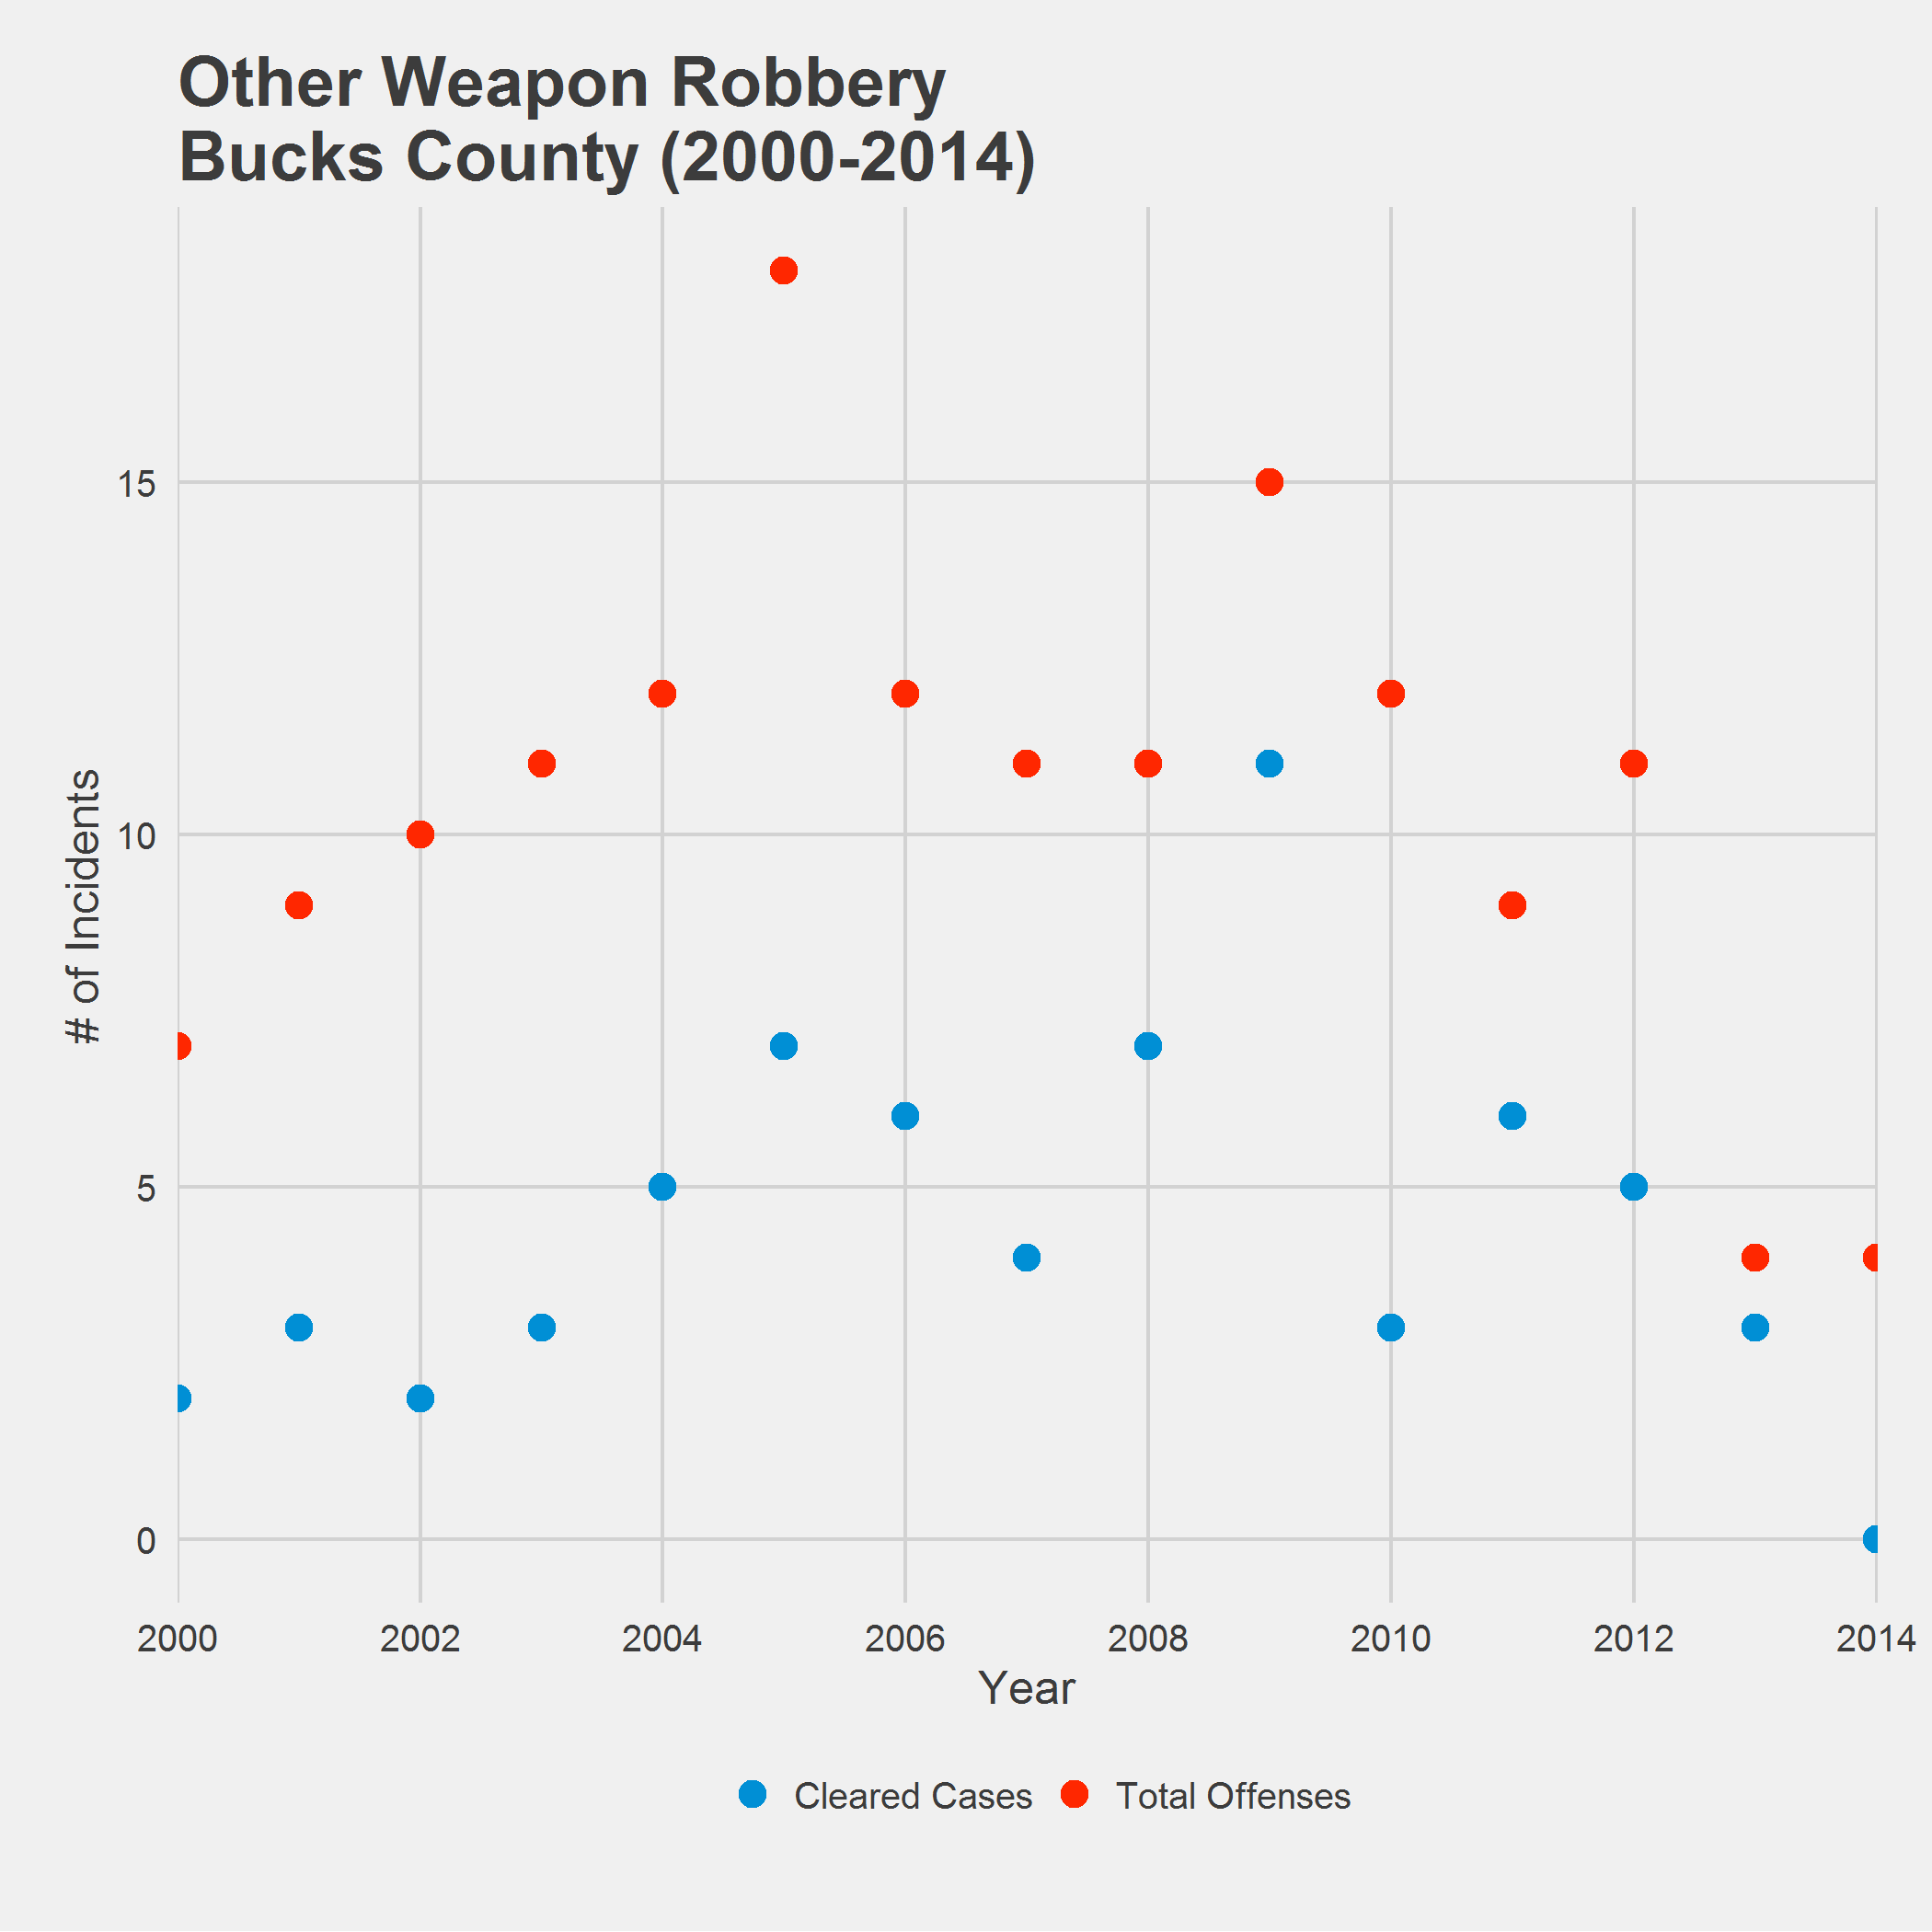 Other Weapon Robbery
Bucks County (2000-2014)
# of Incidents
15
10
5
0
2000 2002 2004 2006 2008 2010 2012 2014
Year
Cleared Cases Total Offenses